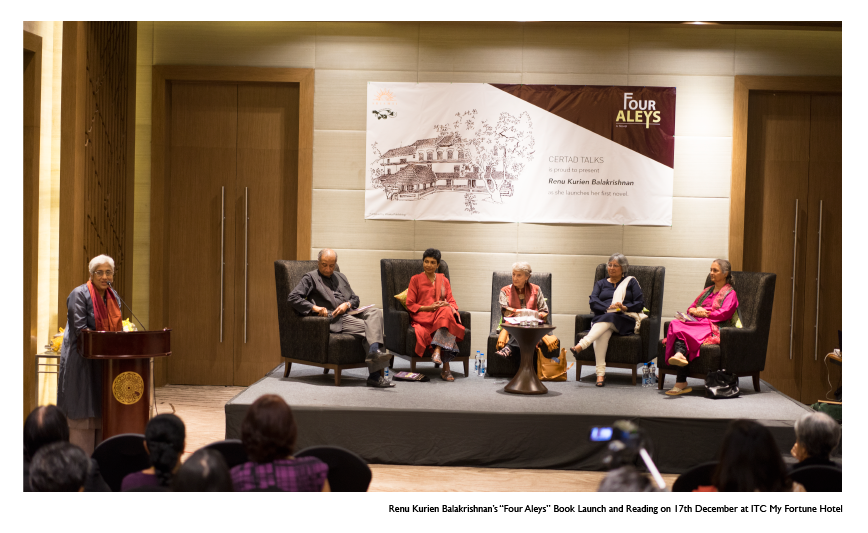 FOUR
ALEYS
CERTAD TALKS
is proud to present
Renu Kurien Balakrishnan
as she launches her first novel
Renu Kurien Balakrishnan's "Four Aleys" Book Launch and Reading on 17th December at ITC My Fortune Hotel